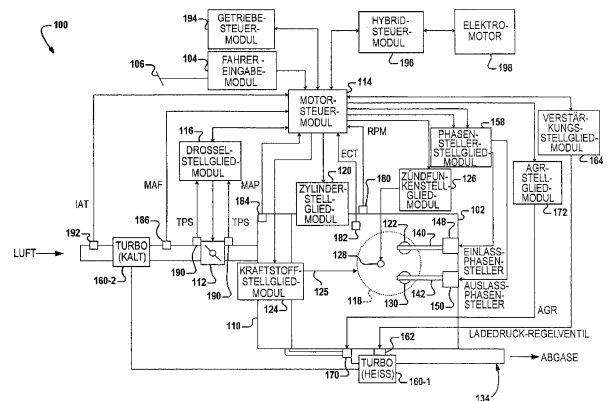 100
194
GETRIEBE-
STEUER-
MODUL
HYBRID-
STEUER-
MODUL
196
ELEKTRO-
MOTOR
198
104
FAHRER-
EINGABE-
MODUL
106
114
MOTOR-
STEUER-
MODUL
158
PHASEN-
STELLER-
STELLGLIED-
MODUL
VERSTÄR-
KUNGS-
STELLGLIED-
MODUL
164
116
DROSSEL-
STELLGLIED-
MODUL
RPM
ECT
120
ZYLINDER-
STELL-
GLIED-
MODUL
180
182
126
ZÜNDFUN-
KENSTELL-
GLIED-
MODUL
AGR-
STELL-
GLIED-
MODUL
172
IAT
MAF
MAP
184
102
192
186
TPS
TPS
LUFT
TURBO
(KALT)
160-2
190
112
190
KRAFTSTOFF-
STELLGLIED-
MODUL
124
125
110
122
128
118
130
140
142
148
150
EINLASS-
PHASEN-
STELLER
AUSLASS-
PHASEN-
STELLER
AGR
LADEDRUCK-REGELVENTIL
162
170
TURBO
(HEISS)
160-1
ABGASE
134